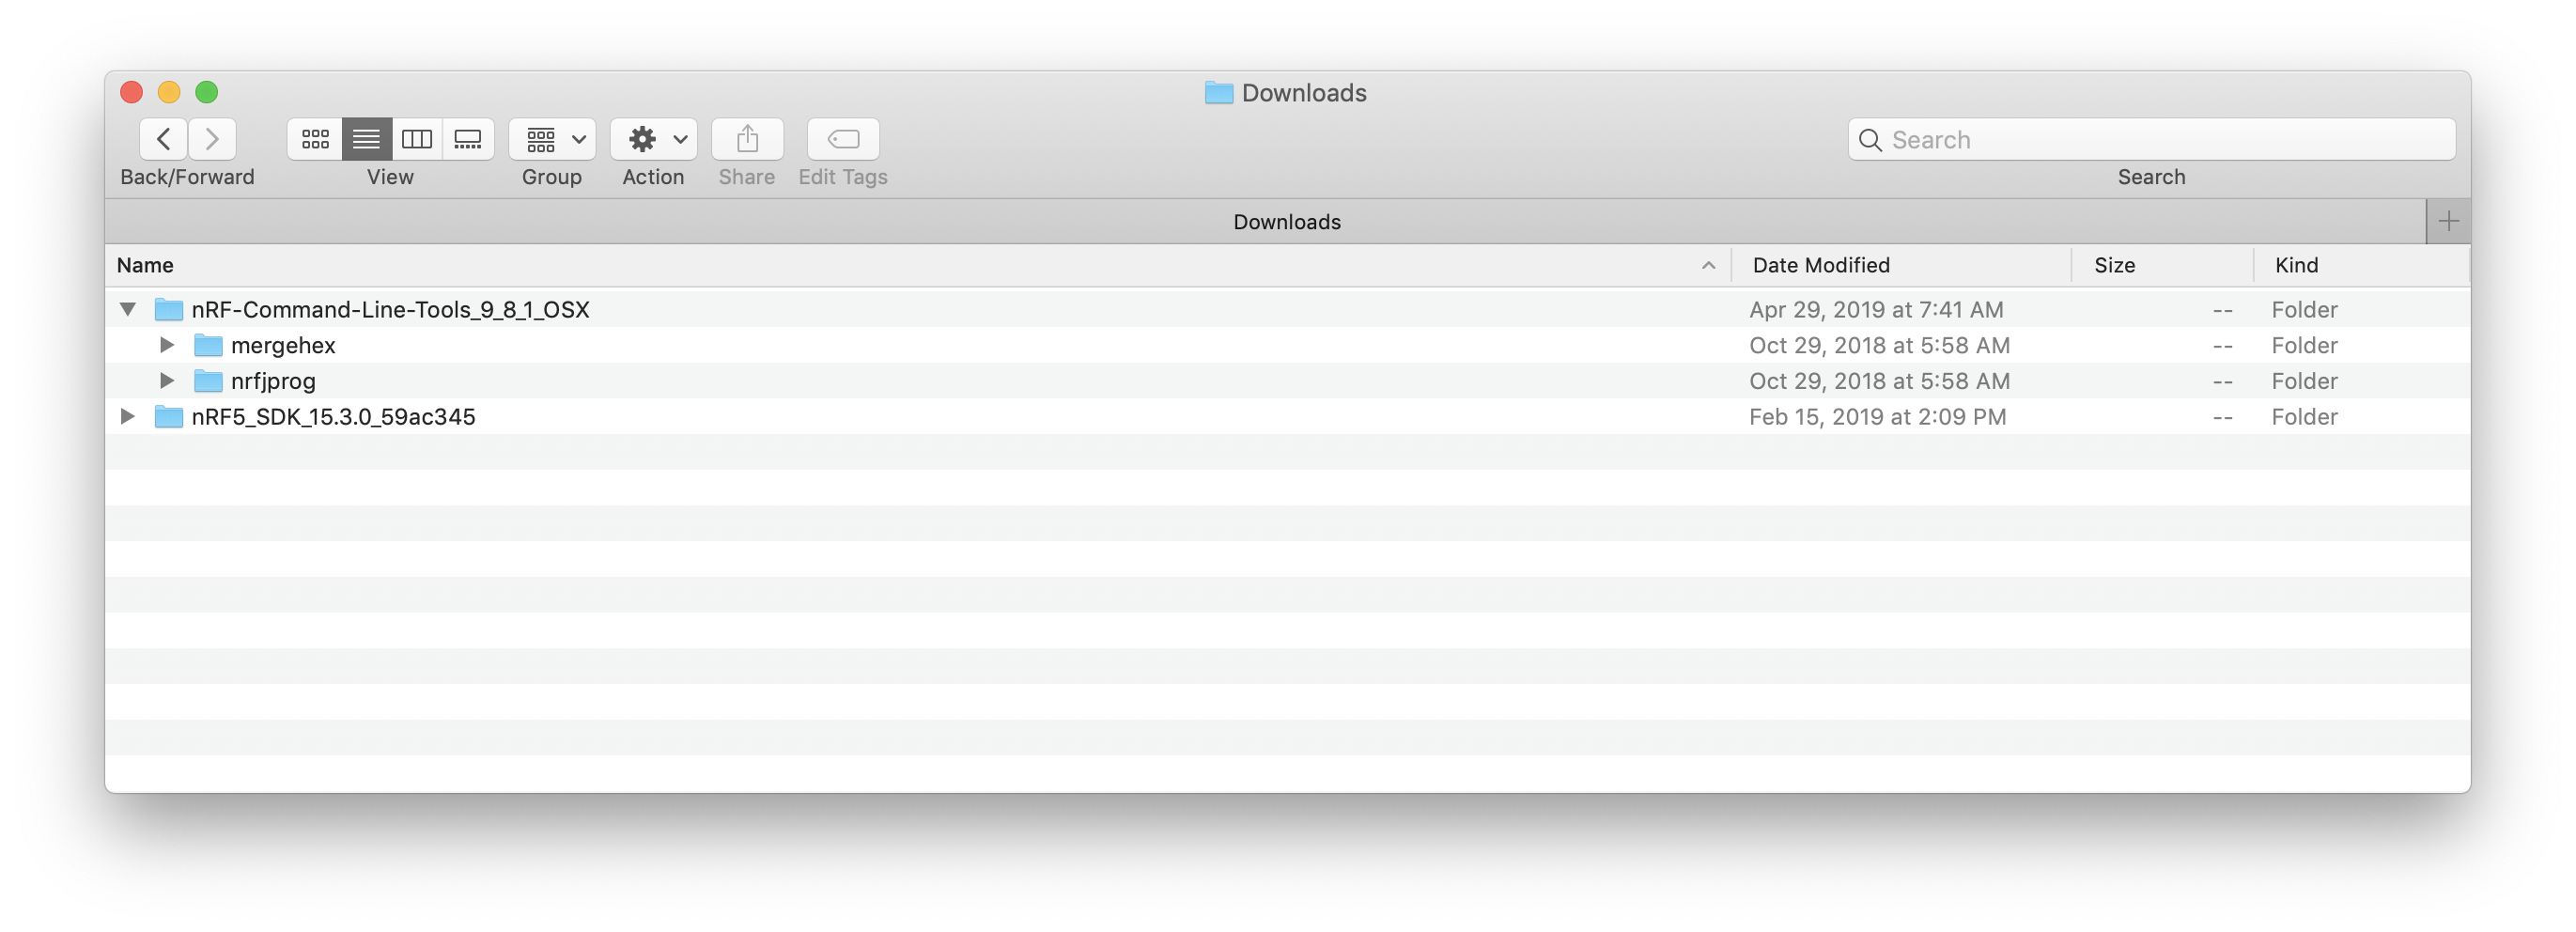 Downloads
Search
Back/Forward View Group Action Share Edit Tags Search
Downloads
Name Date Modified Size Kind
nRF-Command-Line-Tools_9_8_1_OSX Apr 29, 2019 at 7:41 AM -- Folder
mergehex Oct 29, 2018 at 5:58 AM -- Folder
nrfjprog Oct 29, 2018 at 5:58 AM -- Folder
nRF5_SDK_15.3.0_59ac345 Feb 15, 2019 at 2:09 PM -- Folder